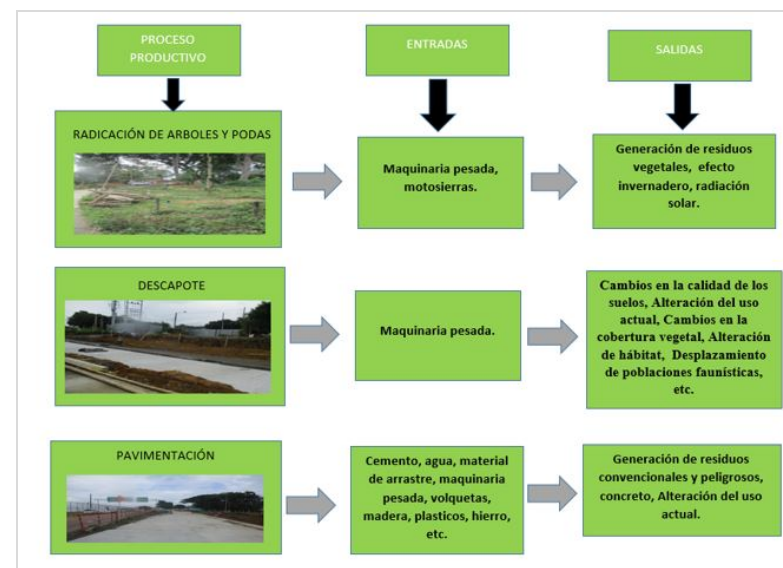 PROCESO
PRODUCTIVO
ENTRADAS
SALIDAS
RADICACIÓN DE ARBOLES Y PODAS
Maquinaria pesada,
motosierras.
Generación de residuos
vegetales, efecto
invernadero, radiación
solar.
DESCAPOTE
Maquinaria pesada.
Cambios en la calidad de los
suelos, Alteración del uso
actual, Cambios en la
cobertura vegetal, Alteración
de hábitat, Desplazamiento
de poblaciones faunísticas,
etc.
PAVIMENTACIÓN
Cemento, agua, material
de arrastre, maquinaria
pesada, volquetas,
madera, plasticos, hierro,
etc.
Generación de residuos
convencionales y peligrosos,
concreto, Alteración del uso
actual.